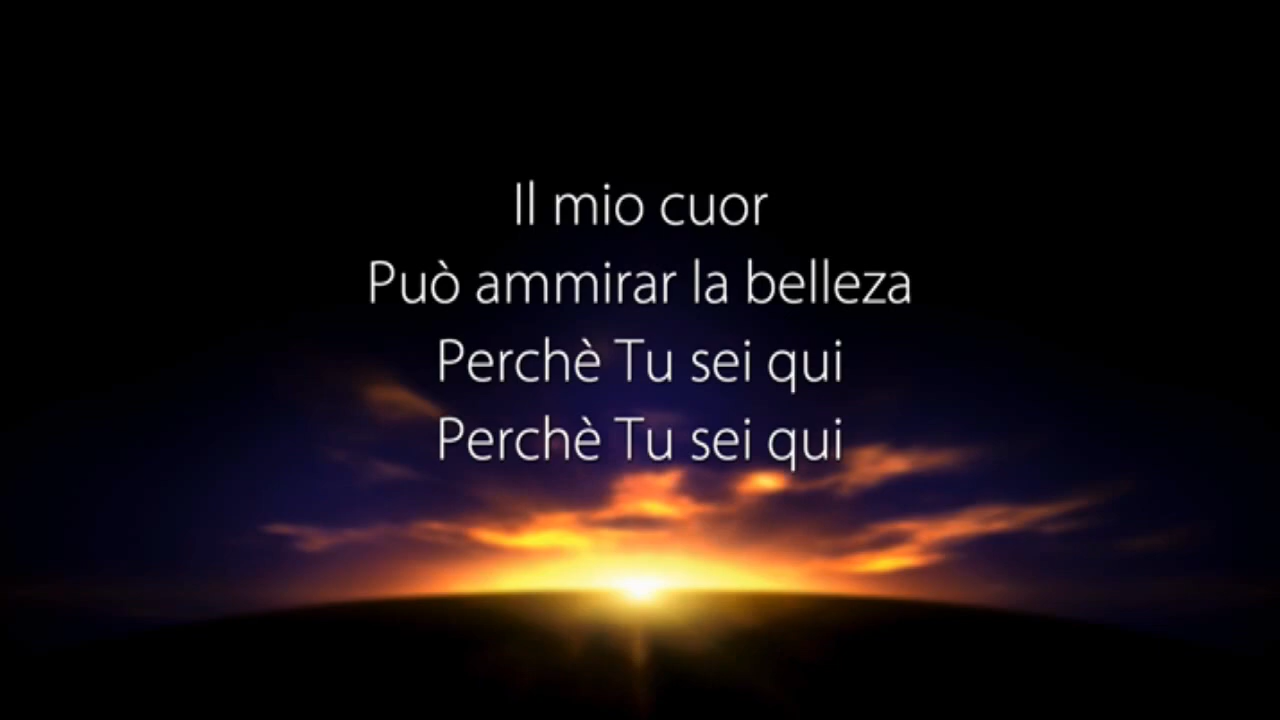 Il mio cuor
Può ammirar la belleza
Perchè Tu sei qui
Perchè Tu sei qui